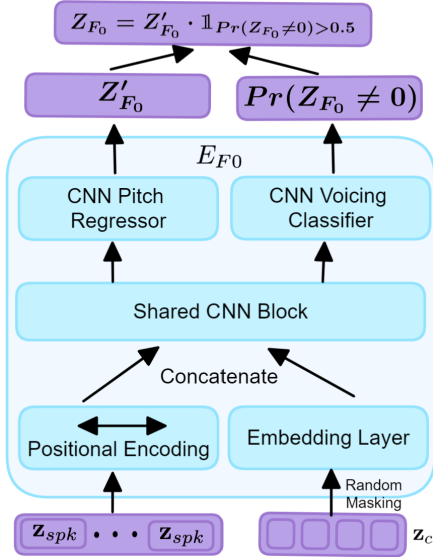 Z_{F_0} = Z'_{F_0} · 𝟙_{Pr(Z_{F_0}≠0)>0.5}
Z'_{F_0}
Pr(Z_{F_0} ≠ 0)
E_{F0}
CNN Pitch
Regressor
CNN Voicing
Classifier
Shared CNN Block
Concatenate
Positional Encoding
Embedding Layer
Random
Masking
z_{spk} • • • z_{spk}
z_c